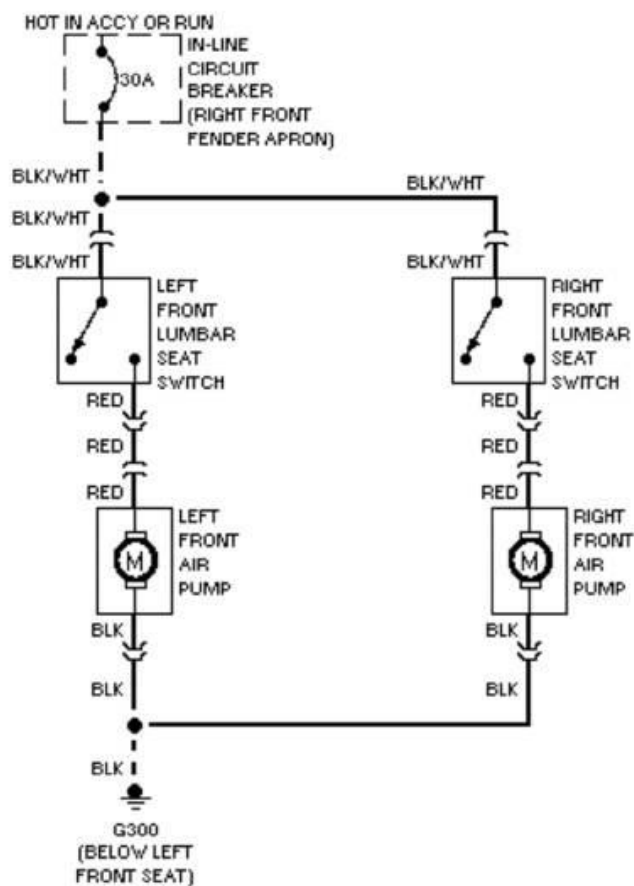 HOT IN ACCY OR RUN
30A
IN-LINE
CIRCUIT
BREAKER
(RIGHT FRONT
FENDER APRON)
BLK/WHT
BLK/WHT
BLK/WHT
BLK/WHT
BLK/WHT
LEFT
FRONT
LUMBAR
SEAT
SWITCH
RIGHT
FRONT
LUMBAR
SEAT
SWITCH
RED
RED
RED
RED
RED
RED
M
LEFT
FRONT
AIR
PUMP
M
RIGHT
FRONT
AIR
PUMP
BLK
BLK
BLK
BLK
BLK
G300
(BELOW LEFT
FRONT SEAT)